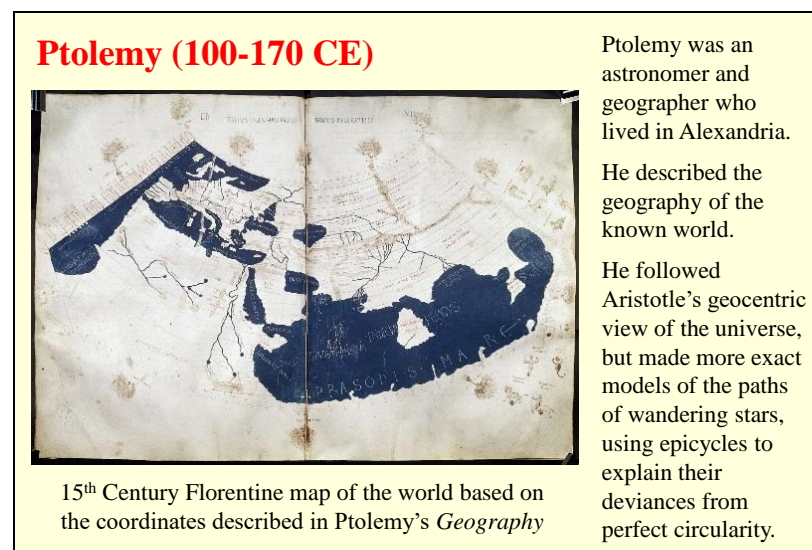 Ptolemy (100-170 CE)
PRASONIS MARE
15th Century Florentine map of the world based on
the coordinates described in Ptolemy's Geography
Ptolemy was an
astronomer and
geographer who
lived in Alexandria.
He described the
geography of the
known world.
He followed
Aristotle's geocentric
view of the universe,
but made more exact
models of the paths
of wandering stars,
using epicycles to
explain their
deviances from
perfect circularity.